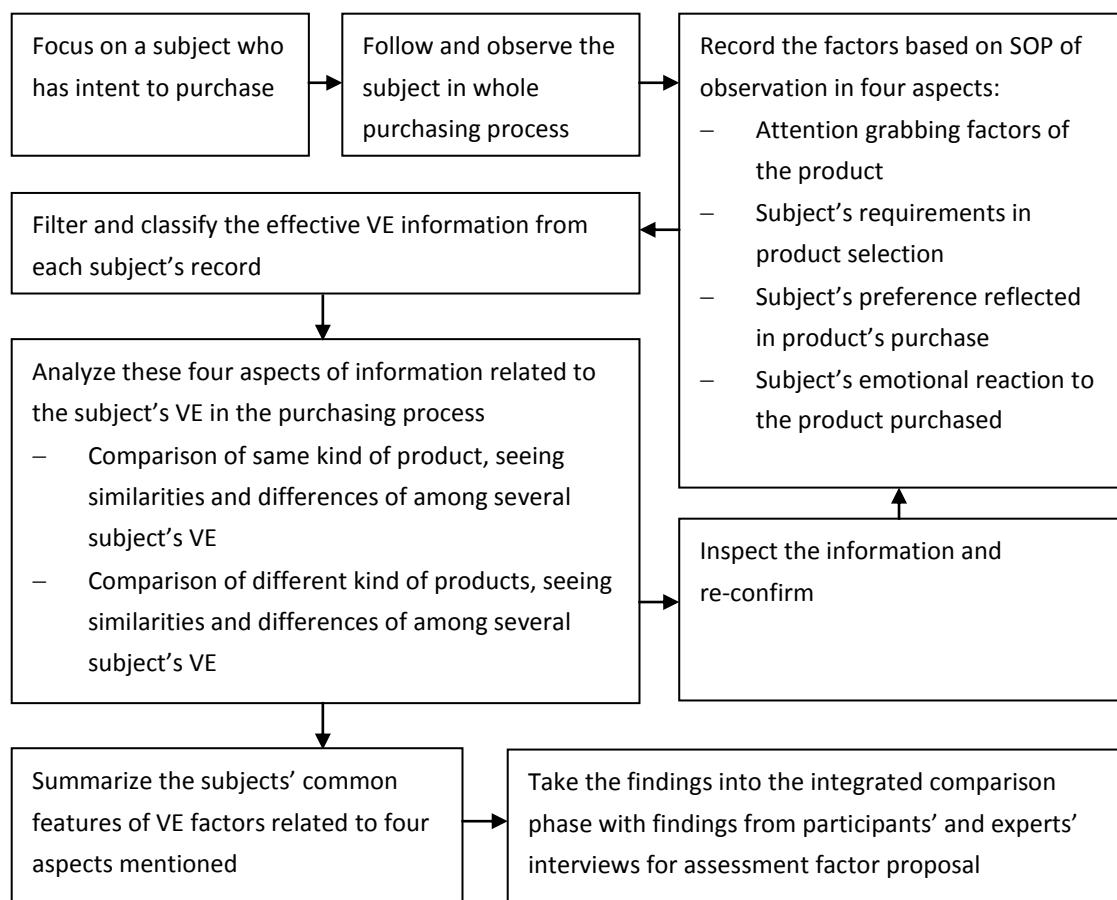 Focus on a subject who
has intent to purchase
Follow and observe the
subject in whole
purchasing process
Record the factors based on SOP of
observation in four aspects:
– Attention grabbing factors of
the product
– Subject's requirements in
product selection
– Subject's preference reflected
in product's purchase
– Subject's emotional reaction to
the product purchased
Filter and classify the effective VE information from
each subject's record
Analyze these four aspects of information related to
the subject's VE in the purchasing process
– Comparison of same kind of product, seeing
similarities and differences of among several
subject's VE
– Comparison of different kind of products, seeing
similarities and differences of among several
subject's VE
Inspect the information and
re-confirm
Summarize the subjects' common
features of VE factors related to four
aspects mentioned
Take the findings into the integrated comparison
phase with findings from participants' and experts'
interviews for assessment factor proposal